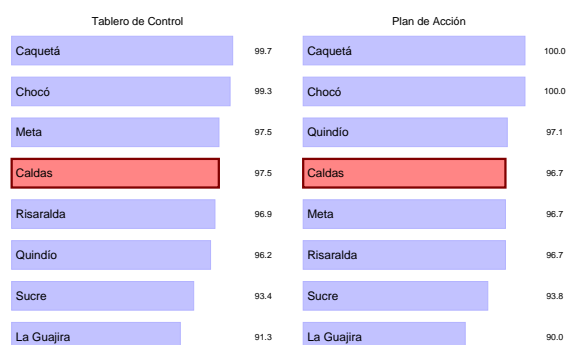 Tablero de Control
Caquetá 99.7
Chocó 99.3
Meta 97.5
Caldas 97.5
Risaralda 96.9
Quindío 96.2
Sucre 93.4
La Guajira 91.3
Plan de Acción
Caquetá 100.0
Chocó 100.0
Quindío 97.1
Caldas 96.7
Meta 96.7
Risaralda 96.7
Sucre 93.8
La Guajira 90.0